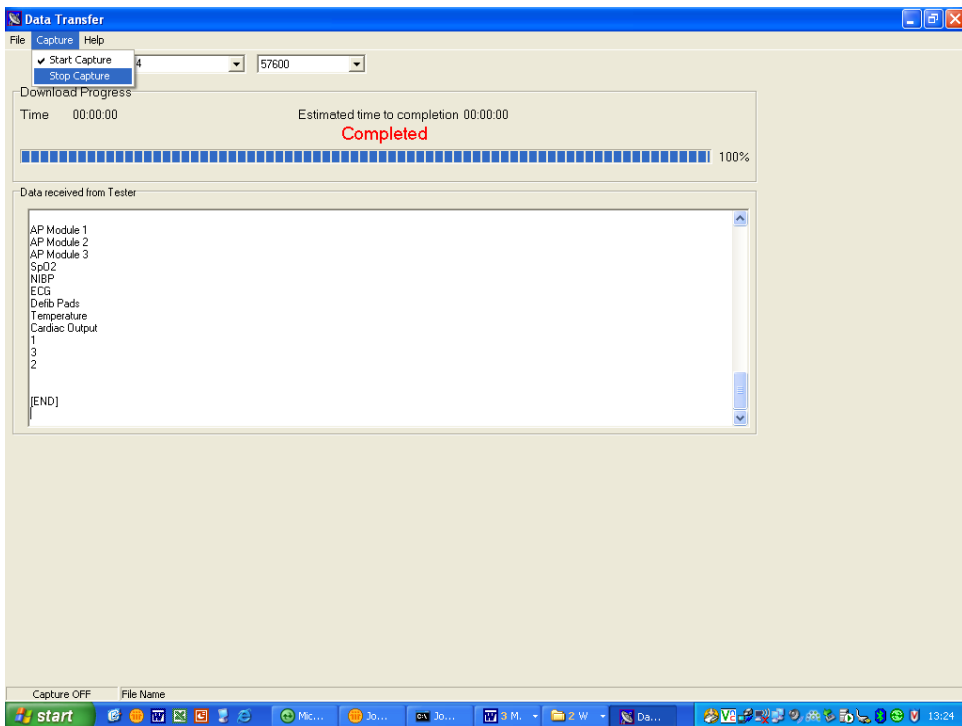 Data Transfer
File Capture Help
Start Capture
Stop Capture
4 57600
Download Progress
Time 00:00:00 Estimated time to completion 00:00:00
Completed
100%
Data received from Tester
AP Module 1
AP Module 2
AP Module 3
SpO2
NIBP
ECG
Defib Pads
Temperature
Cardiac Output
1
3
2
[END]
Capture OFF File Name
start Mic... Jo... Jo... 3 M. 2 W Da... 13:24